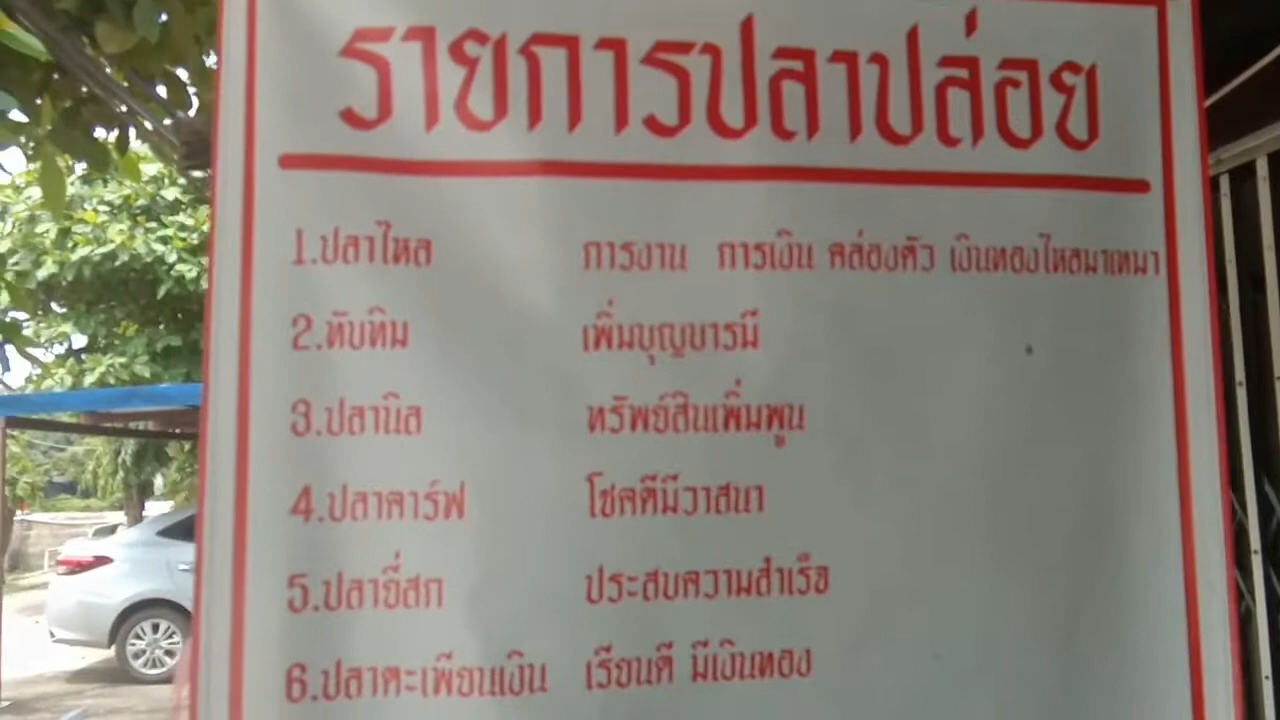 รายการปลาปล่อย
1.ปลาไหล การงาน การเงิน คล่องตัว เงินทองไหลมาเทมา
2.ทับทิม เพิ่มบุญบารมี
3.ปลานิล ทรัพย์สินเพิ่มพูน
4.ปลาคาร์ฟ โชคดีมีวาสนา
5.ปลายี่สก ประสบความสำเร็จ
6.ปลาตะเพียนเงิน เรียนดี มีเงินทอง